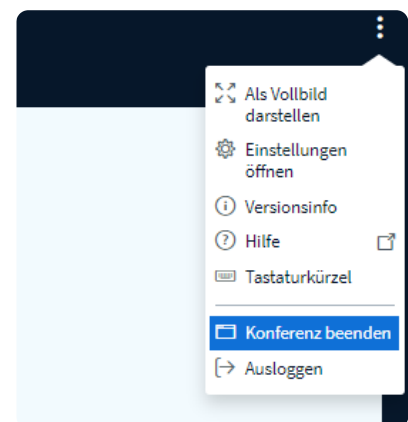 Als Vollbild
darstellen
Einstellungen
öffnen
Versionsinfo
Hilfe
Tastaturkürzel
Konferenz beenden
Ausloggen